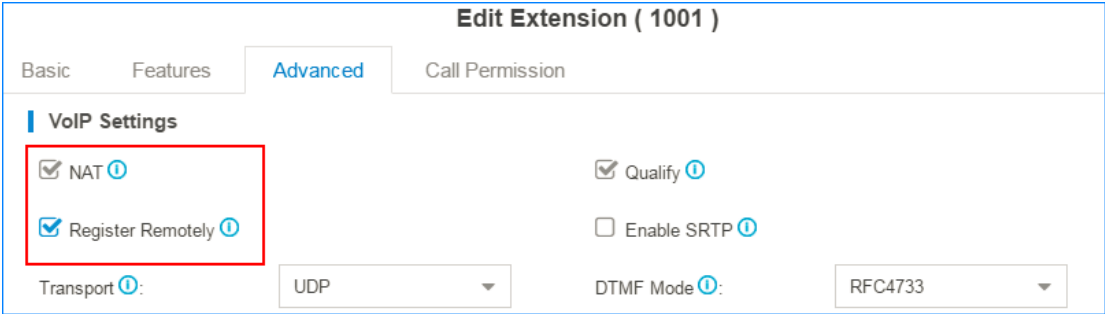 Edit Extension ( 1001 )
Basic Features Advanced Call Permission
VoIP Settings
NAT Qualify
Register Remotely Enable SRTP
Transport : UDP DTMF Mode : RFC4733